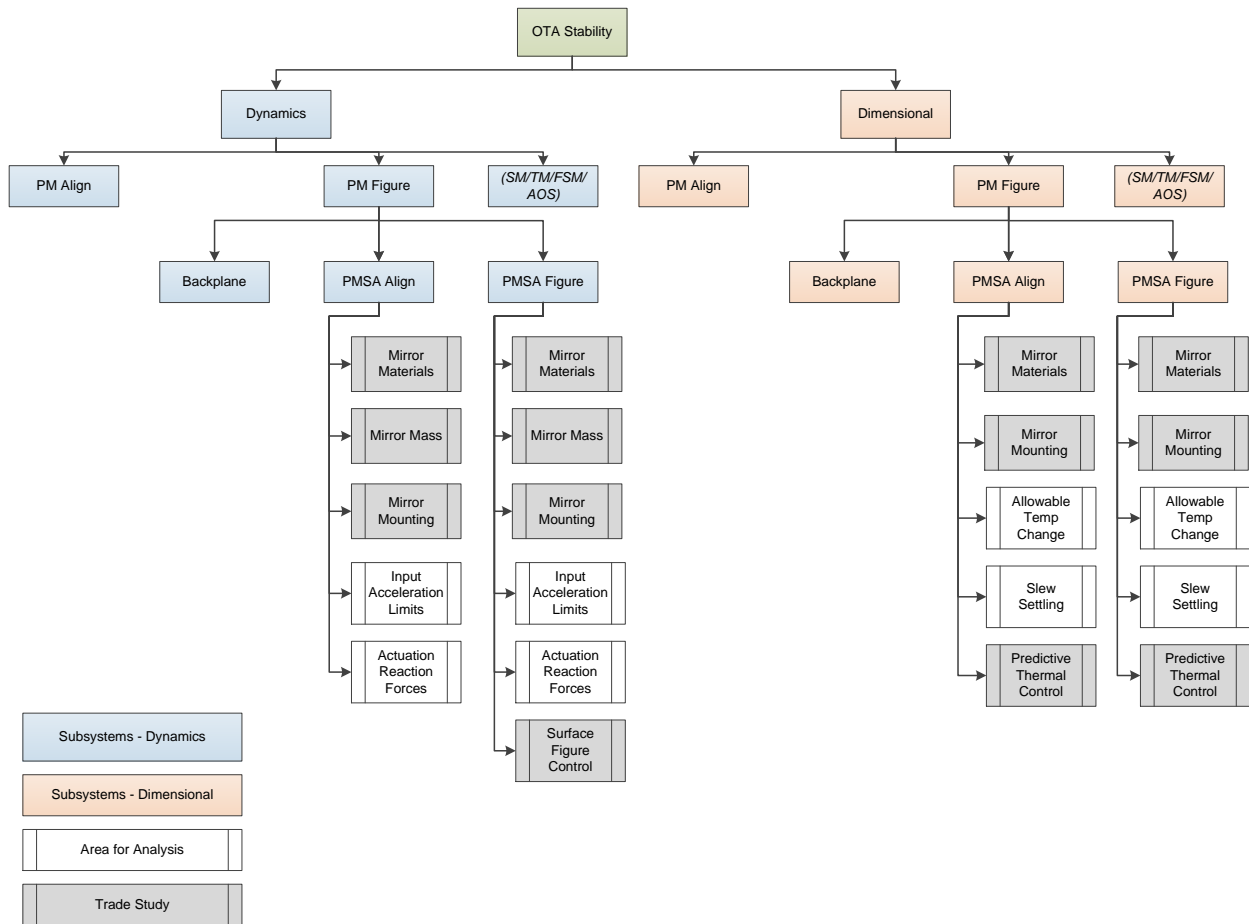 OTA Stability
Dynamics
Dimensional
PM Align
PM Figure
(SM/TM/FSM/
AOS)
PM Align
PM Figure
(SM/TM/FSM/
AOS)
Backplane
PMSA Align
PMSA Figure
Backplane
PMSA Align
PMSA Figure
Mirror
Materials
Mirror Mass
Mirror
Mounting
Input
Acceleration
Limits
Actuation
Reaction
Forces
Mirror
Materials
Mirror Mass
Mirror
Mounting
Input
Acceleration
Limits
Actuation
Reaction
Forces
Surface
Figure
Control
Mirror
Materials
Mirror
Mounting
Allowable
Temp
Change
Slew
Settling
Predictive
Thermal
Control
Mirror
Materials
Mirror
Mounting
Allowable
Temp
Change
Slew
Settling
Predictive
Thermal
Control
Subsystems - Dynamics
Subsystems - Dimensional
Area for Analysis
Trade Study